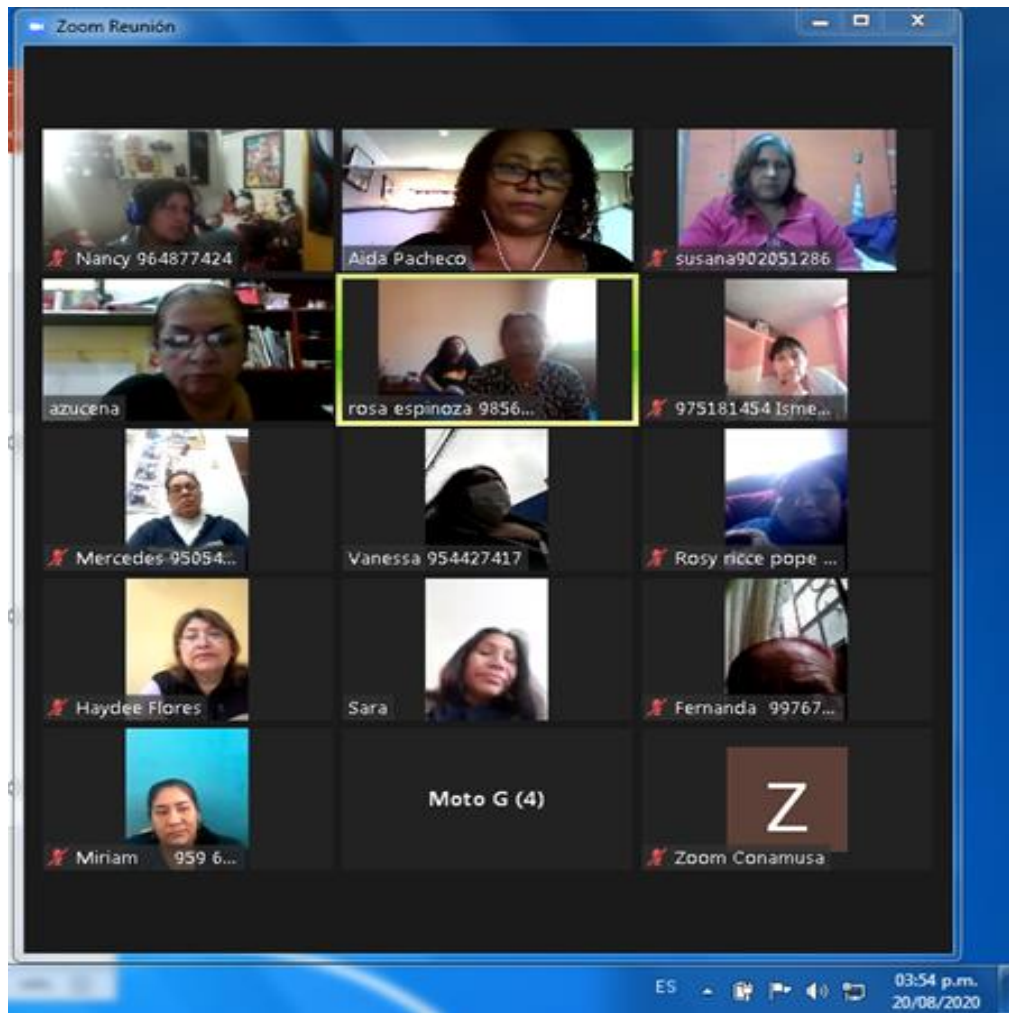 Zoom Reunión
Nancy 964877424
Aida Pacheco
susana902051286
azucena
rosa espinoza 9856...
975181454 Isme...
Mercedes 95054...
Vanessa 954427417
Rosy ricce pope ...
Haydee Flores
Sara
Fernanda 99767...
Miriam 959 6...
Moto G (4)
Z
Zoom Conamusa
ES
03:54 p.m.
20/08/2020